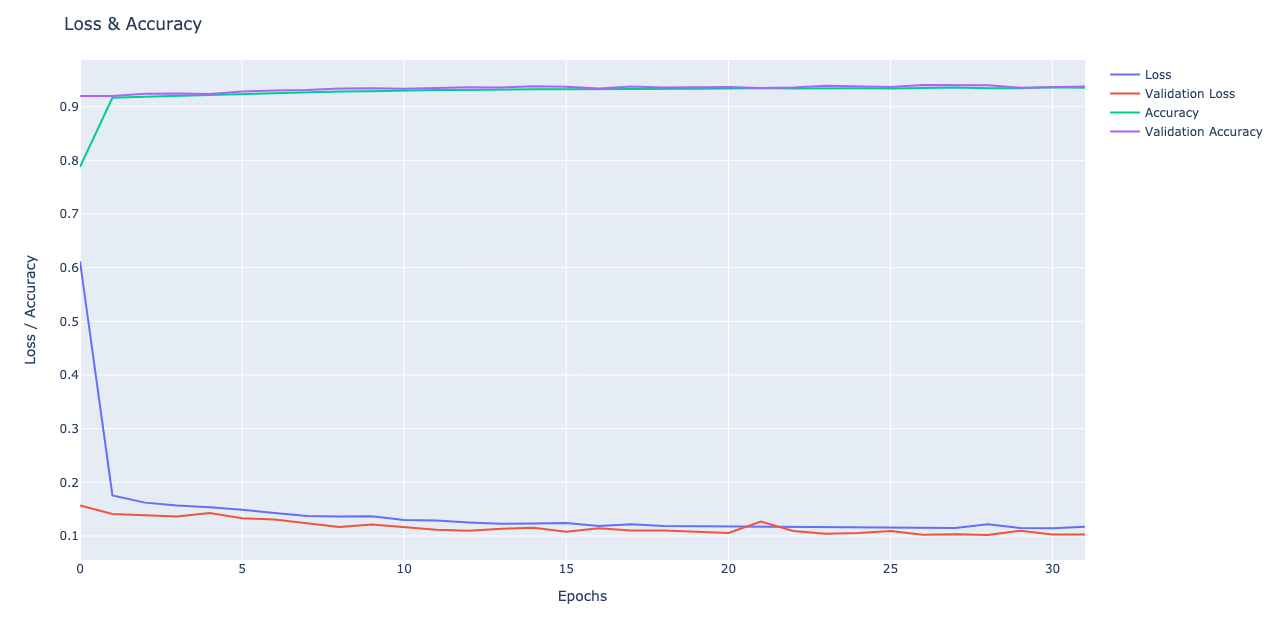 Loss & Accuracy
Loss
Validation Loss
Accuracy
Validation Accuracy
0.9
0.8
0.7
0.6
0.5
0.4
0.3
0.2
0.1
Loss / Accuracy
0 5 10 15 20 25 30
Epochs